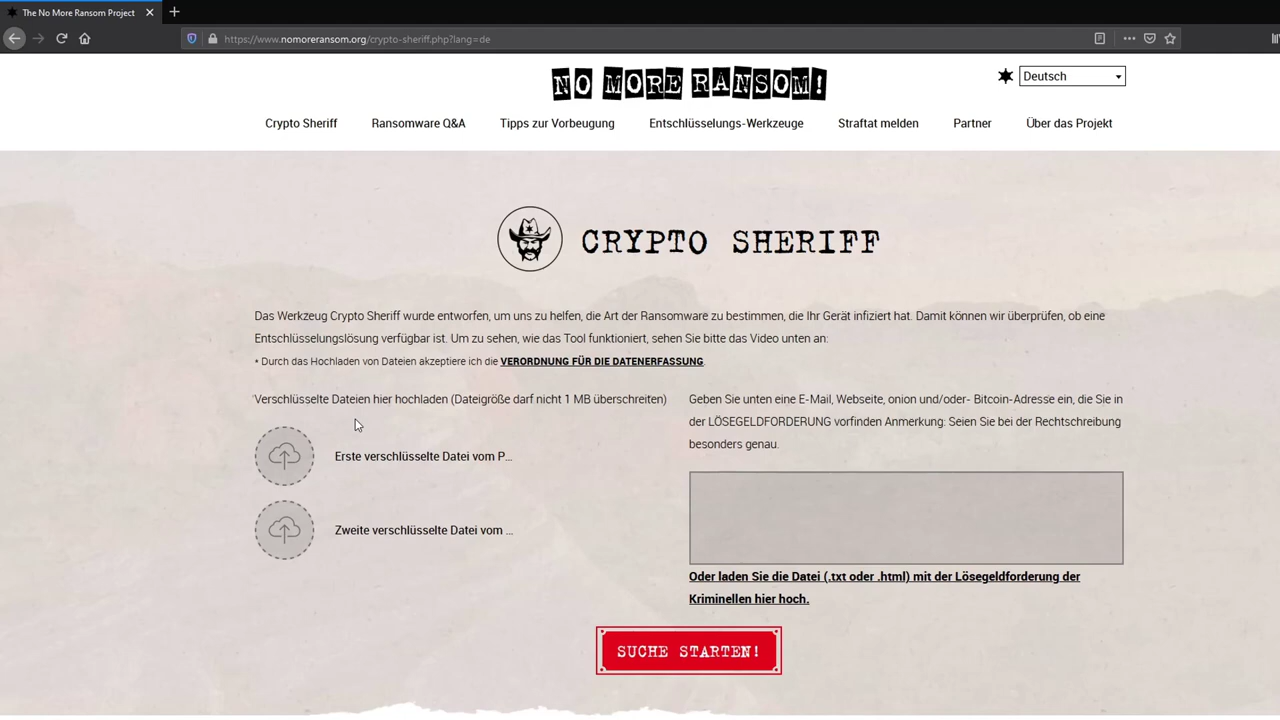 The No More Ransom Project
https://www.nomoreransom.org/crypto-sheriff.php?lang=de
NO MORE RANSOM!
Deutsch
Crypto Sheriff Ransomware Q&A Tipps zur Vorbeugung Entschlüsselungs-Werkzeuge Straftat melden Partner Über das Projekt
CRYPTO SHERIFF
Das Werkzeug Crypto Sheriff wurde entworfen, um uns zu helfen, die Art der Ransomware zu bestimmen, die Ihr Gerät infiziert hat. Damit können wir überprüfen, ob eine
Entschlüsselungslösung verfügbar ist. Um zu sehen, wie das Tool funktioniert, sehen Sie bitte das Video unten an:
* Durch das Hochladen von Dateien akzeptiere ich die VERORDNUNG FÜR DIE DATENERFASSUNG.
Verschlüsselte Dateien hier hochladen (Dateigröße darf nicht 1 MB überschreiten)
Erste verschlüsselte Datei vom P...
Zweite verschlüsselte Datei vom ...
Geben Sie unten eine E-Mail, Webseite, onion und/oder- Bitcoin-Adresse ein, die Sie in
der LÖSEGELDFORDERUNG vorfinden Anmerkung: Seien Sie bei der Rechtschreibung
besonders genau.
Oder laden Sie die Datei (.txt oder .html) mit der Lösegeldforderung der
Kriminellen hier hoch.
SUCHE STARTEN!